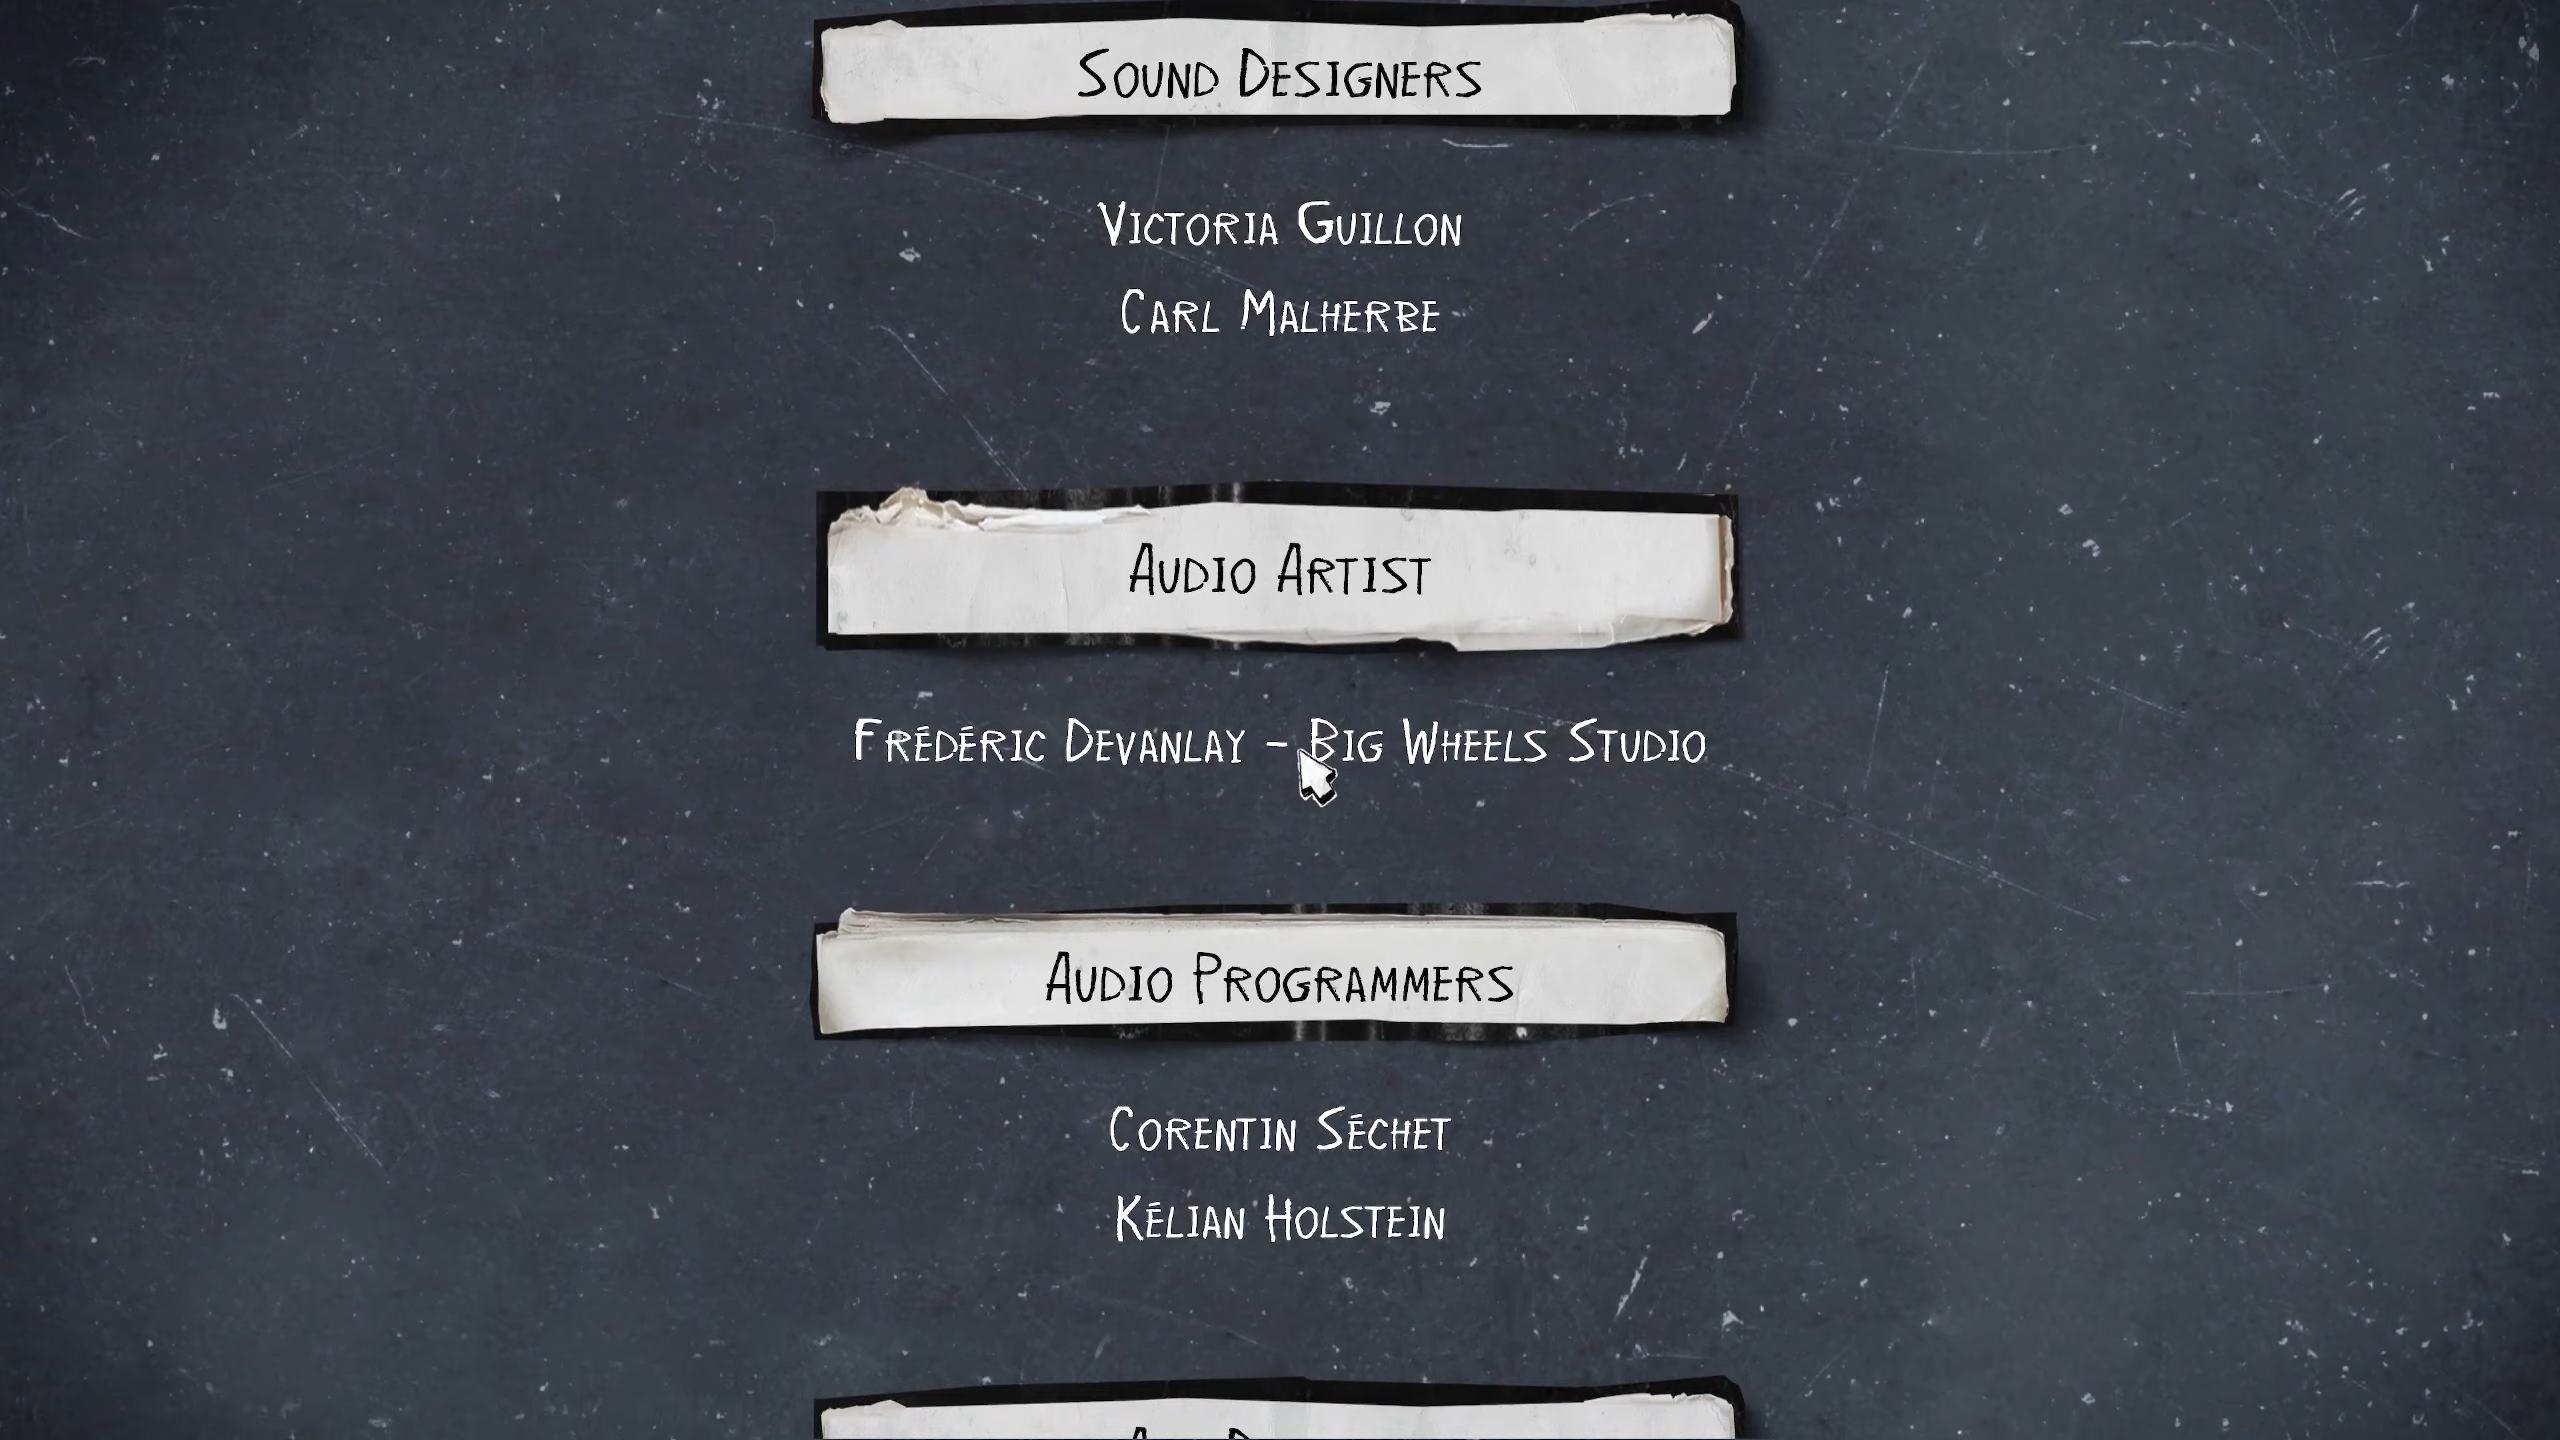 Sound Designers
Victoria Guillon
Carl Malherbe
Audio Artist
Frédéric Devanlay - Big Wheels Studio
Audio Programmers
Corentin Séchet
Kélian Holstein